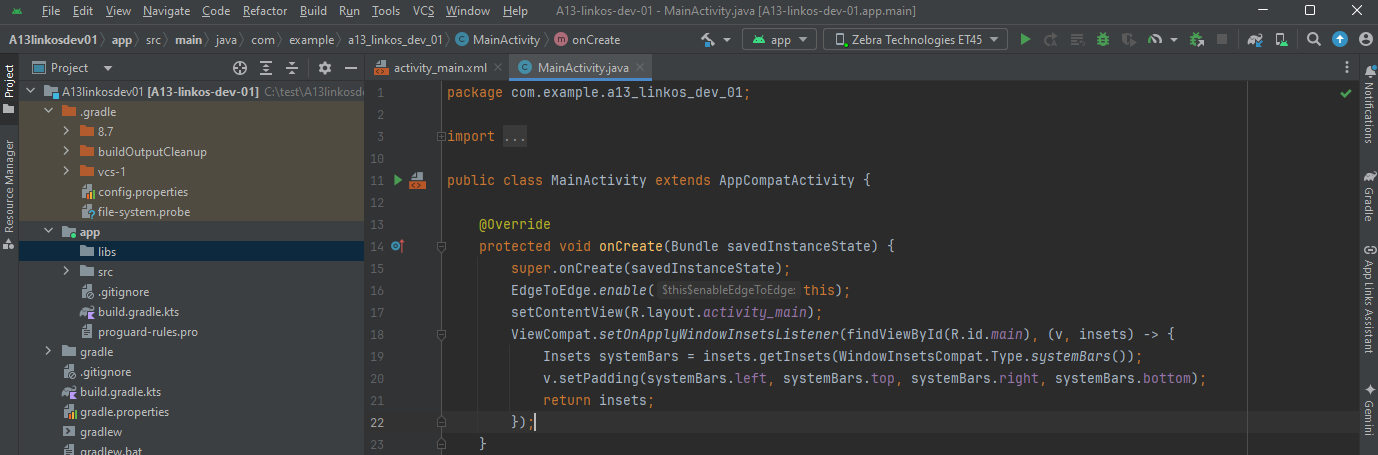 File Edit View Navigate Code Refactor Build Run Tools VCS Window Help A13-linkos-dev-01 - MainActivity.java [A13-linkos-dev-01.app.main]
A13linkosdev01 app src main java com example a13_linkos_dev_01 MainActivity onCreate app Zebra Technologies ET45
Project
Resource Manager
Project
A13linkosdev01 [A13-linkos-dev-01] C:\test\A13linkosd
.gradle
8.7
buildOutputCleanup
vcs-1
config.properties
file-system.probe
app
libs
src
.gitignore
build.gradle.kts
proguard-rules.pro
gradle
.gitignore
build.gradle.kts
gradle.properties
gradlew
gradlew.bat
activity_main.xml MainActivity.java
1 package com.example.a13_linkos_dev_01;
2
3 import ...
10
11 public class MainActivity extends AppCompatActivity {
12
13 @Override
14 protected void onCreate(Bundle savedInstanceState) {
15 super.onCreate(savedInstanceState);
16 EdgeToEdge.enable( $this$enableEdgeToEdge: this);
17 setContentView(R.layout.activity_main);
18 ViewCompat.setOnApplyWindowInsetsListener(findViewById(R.id.main), (v, insets) -> {
19 Insets systemBars = insets.getInsets(WindowInsetsCompat.Type.systemBars());
20 v.setPadding(systemBars.left, systemBars.top, systemBars.right, systemBars.bottom);
21 return insets;
22 });
23 }
Notifications
Gradle
App Links Assistant
Gemini